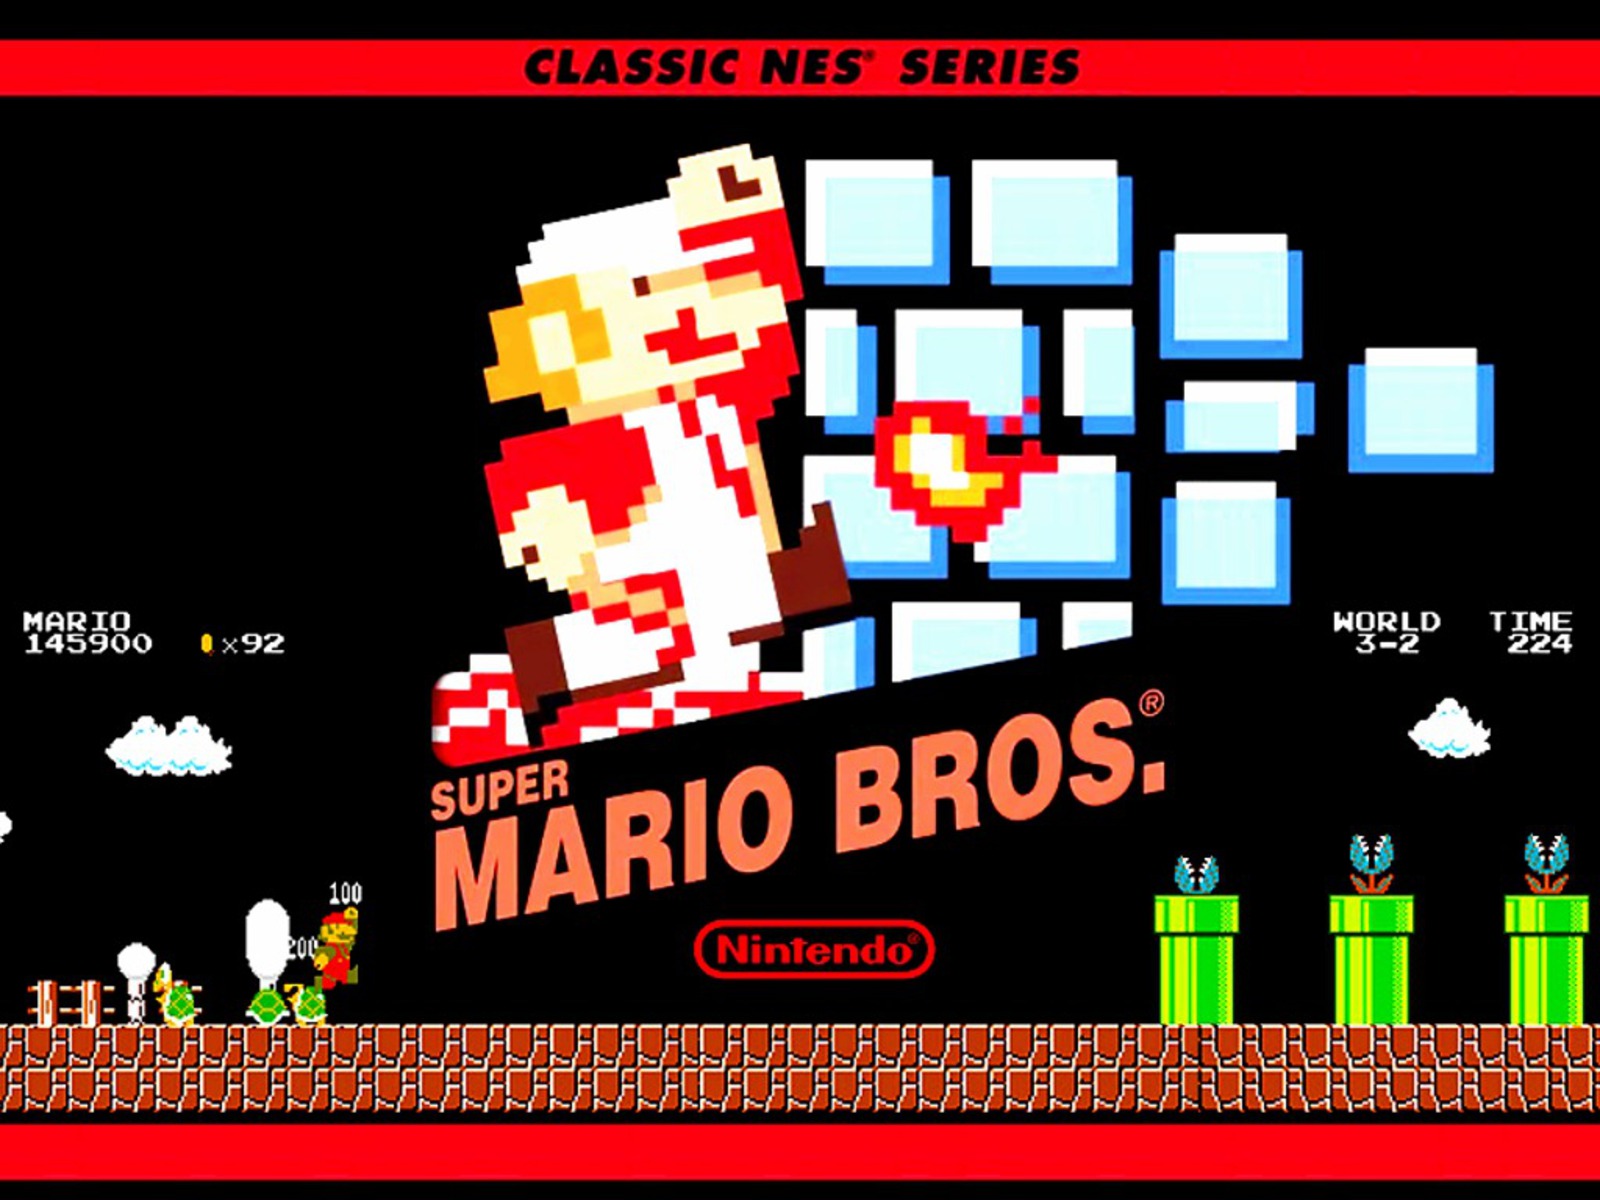 CLASSIC NES® SERIES
MARIO
145900 ×92
WORLD TIME
3-2 224
SUPER
MARIO BROS.®
100
200
Nintendo®